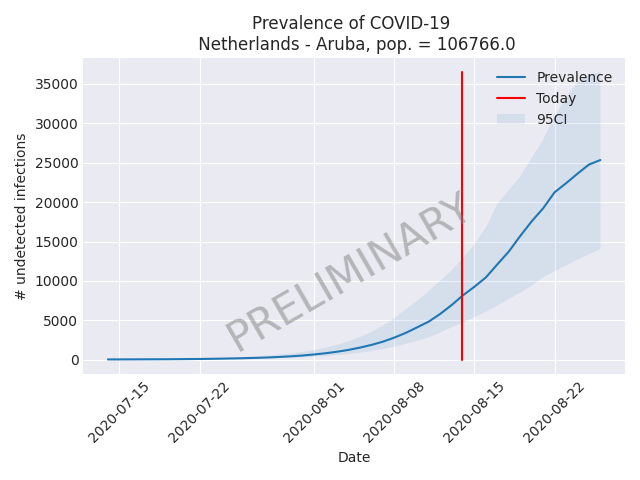 Prevalence of COVID-19
Netherlands - Aruba, pop. = 106766.0
Prevalence
Today
95CI
35000
30000
25000
20000
15000
10000
5000
0
# undetected infections
PRELIMINARY
2020-07-15
2020-07-22
2020-08-01
2020-08-08
2020-08-15
2020-08-22
Date